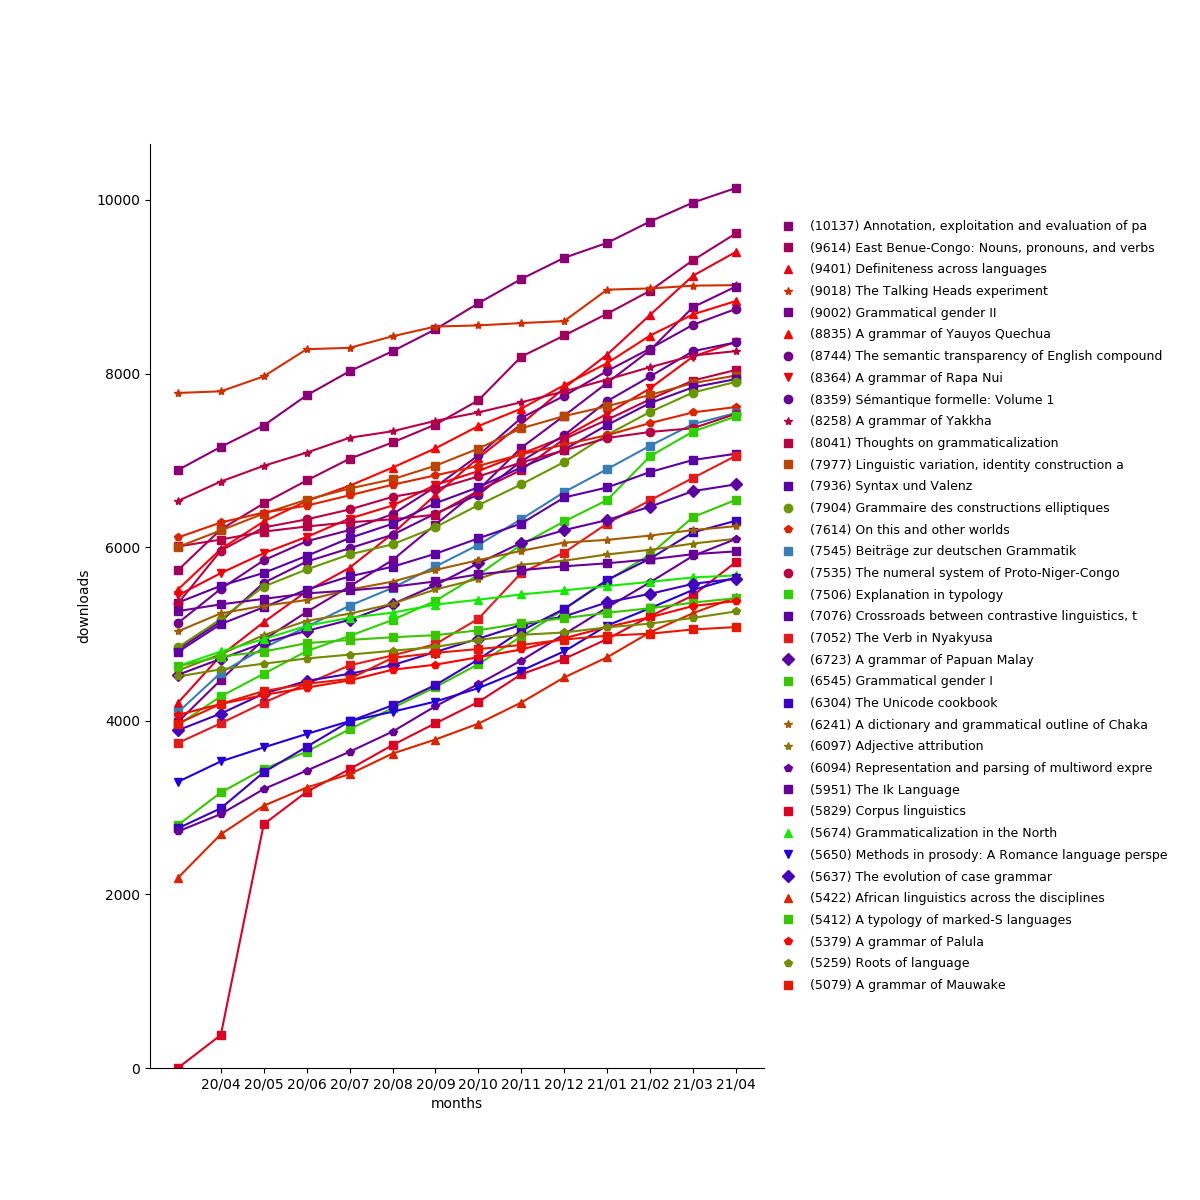 10000
8000
6000
4000
2000
0
downloads
20/04 20/05 20/06 20/07 20/08 20/09 20/10 20/11 20/12 21/01 21/02 21/03 21/04
months
(10137) Annotation, exploitation and evaluation of pa
(9614) East Benue-Congo: Nouns, pronouns, and verbs
(9401) Definiteness across languages
(9018) The Talking Heads experiment
(9002) Grammatical gender II
(8835) A grammar of Yauyos Quechua
(8744) The semantic transparency of English compound
(8364) A grammar of Rapa Nui
(8359) Sémantique formelle: Volume 1
(8258) A grammar of Yakkha
(8041) Thoughts on grammaticalization
(7977) Linguistic variation, identity construction a
(7936) Syntax und Valenz
(7904) Grammaire des constructions elliptiques
(7614) On this and other worlds
(7545) Beiträge zur deutschen Grammatik
(7535) The numeral system of Proto-Niger-Congo
(7506) Explanation in typology
(7076) Crossroads between contrastive linguistics, t
(7052) The Verb in Nyakyusa
(6723) A grammar of Papuan Malay
(6545) Grammatical gender I
(6304) The Unicode cookbook
(6241) A dictionary and grammatical outline of Chaka
(6097) Adjective attribution
(6094) Representation and parsing of multiword expre
(5951) The Ik Language
(5829) Corpus linguistics
(5674) Grammaticalization in the North
(5650) Methods in prosody: A Romance language perspe
(5637) The evolution of case grammar
(5422) African linguistics across the disciplines
(5412) A typology of marked-S languages
(5379) A grammar of Palula
(5259) Roots of language
(5079) A grammar of Mauwake